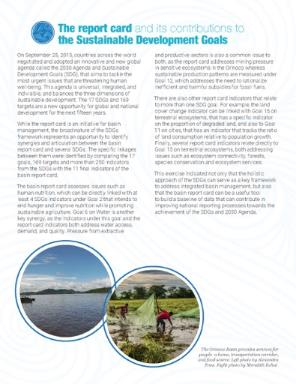 The report card and its contributions to
the Sustainable Development Goals
On September 25, 2015, countries across the world
negotiated and adopted an innovative and new global
agenda called the 2030 Agenda and Sustainable
Development Goals (SDG), that aims to tackle the
most urgent issues that are threatening human
well-being. This agenda is universal, integrated, and
indivisible, and balances the three dimensions of
sustainable development. The 17 SDGs and 169
targets are a new opportunity for global and national
development for the next fifteen years.
While the report card is an initiative for basin
management, the broad nature of the SDGs
framework represents an opportunity to identify
synergies and articulation between the basin
report card and several SDGs. The specific linkages
between them were identified by comparing the 17
goals, 169 targets and more than 230 indicators
from the SDGs with the 11 final indicators of the
basin report card.
The basin report card assesses issues such as
human nutrition, which can be directly linked with at
least 4 SDGs indicators under Goal 2 that intends to
end hunger and improve nutrition while promoting
sustainable agriculture. Goal 6 on Water is another
key synergy, as the indicators under this goal and the
report card indicators both address water access,
demand, and quality. Pressure from extractive
and productive sectors is also a common issue to
both, as the report card addresses mining pressure
in sensitive ecosystems in the Orinoco whereas
sustainable production patterns are measured under
Goal 12, which addresses the need to rationalize
inefficient and harmful subsidies for fossil fuels.
There are also other report card indicators that relate
to more than one SDG goal. For example the land
cover change indicator can be linked with Goal 15 on
terrestrial ecosystems, that has a specific indicator
on the proportion of degraded land, and also to Goal
11 on cities, that has an indicator that tracks the ratio
of land consumption relative to population growth.
Finally, several report card indicators relate directly to
Goal 15 on terrestrial ecosystems, both addressing
issues such as ecosystem connectivity, forests,
species conservation and ecosystem services.
This exercise indicated not only that the holistic
approach of the SDGs can serve as a key framework
to address integrated basin management, but also
that the basin report card can be a useful tool
to build a baseline of data that can contribute in
improving national reporting processes towards the
achievement of the SDGs and 2030 Agenda.
The Orinoco Basin provides services for
people: a home, transportation corridor,
and food source. Left photo by Alexandra
Fries. Right photo by Meredith Kohut.